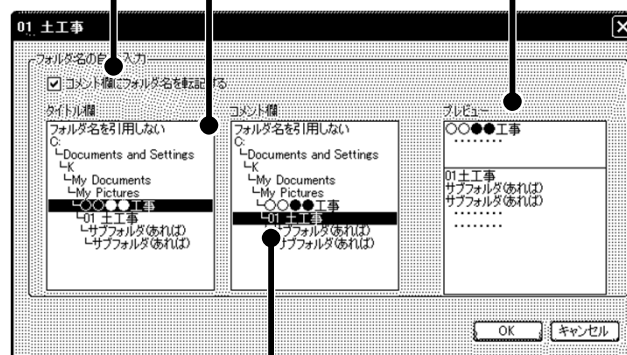 01 土工事
フォルダ名の自 入力
コメント欄にフォルダ名を転記する
タイトル欄
フォルダ名を引用しない
C:
└Documents and Settings
└K
└My Documents
└My Pictures
└○○●●工事
└01 土工事
└サブフォルダ(あれば)
└サブフォルダ(あれば)
コメント欄
フォルダ名を引用しない
C:
└Documents and Settings
└K
└My Documents
└My Pictures
└○○●●工事
└01 土工事
サブフォルダ(あれば)
└サブフォルダ(あれば)
プレビュー
○○●●工事
‥‥‥‥
01 土工事
サブフォルダ(あれば)
サブフォルダ(あれば)
‥‥‥‥
‥‥‥‥
OK
キャンセル